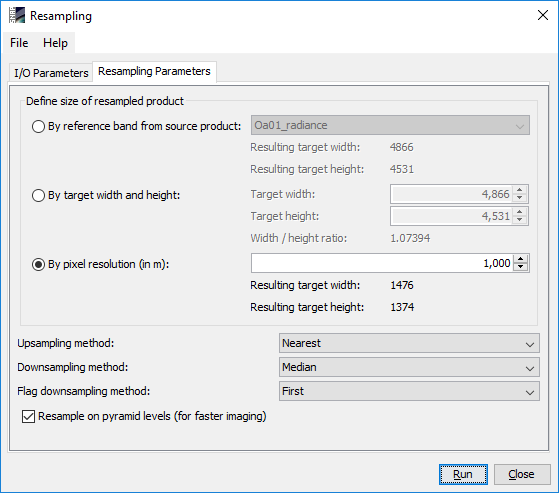 Resampling
File Help
I/O Parameters Resampling Parameters
Define size of resampled product
By reference band from source product: Oa01_radiance
Resulting target width: 4866
Resulting target height: 4531
By target width and height: Target width: 4,866
Target height: 4,531
Width / height ratio: 1.07394
By pixel resolution (in m): 1,000
Resulting target width: 1476
Resulting target height: 1374
Upsampling method: Nearest
Downsampling method: Median
Flag downsampling method: First
Resample on pyramid levels (for faster imaging)
Run Close